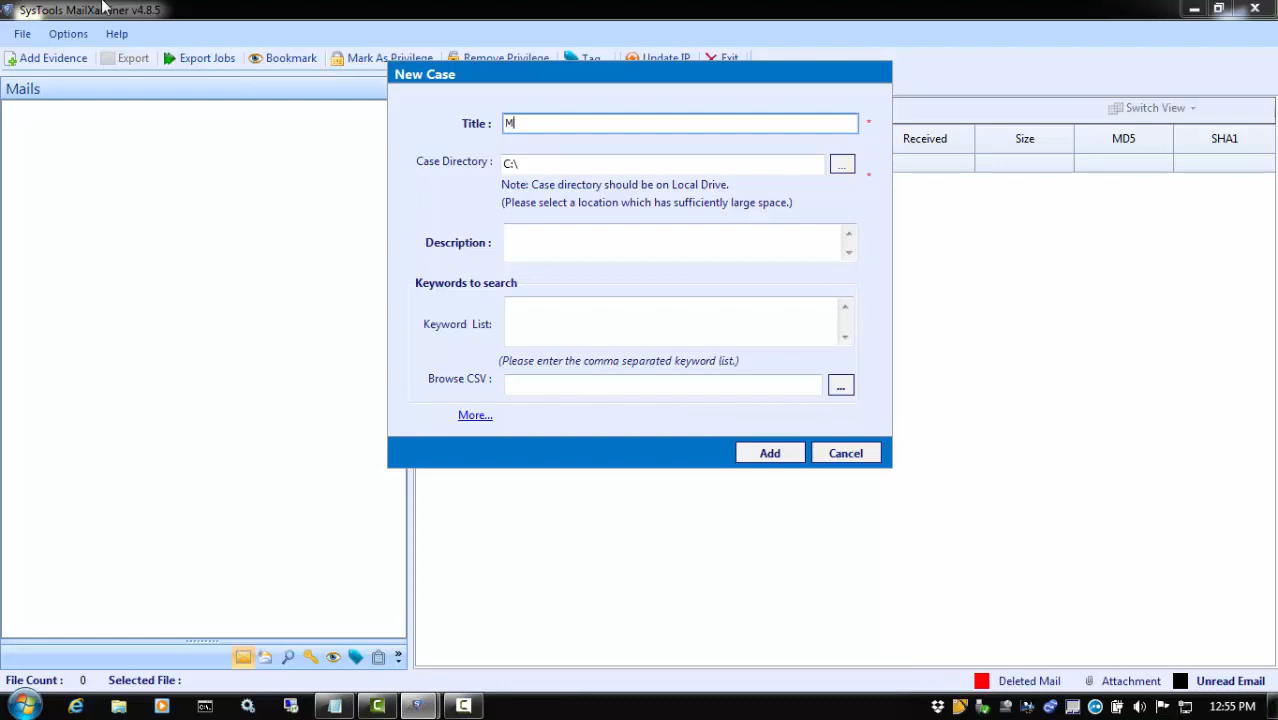 SysTools MailXaminer v4.8.5
File Options Help
Add Evidence Export Export Jobs Bookmark Mark As Privilege Remove Privilege Tag Update IP Exit
Mails
New Case
Switch View
Title : M *
Received Size MD5 SHA1
Case Directory : C:\ ... *
Note: Case directory should be on Local Drive.
(Please select a location which has sufficiently large space.)
Description :
Keywords to search
Keyword List:
(Please enter the comma separated keyword list.)
Browse CSV : ...
More...
Add Cancel
File Count : 0 Selected File : Deleted Mail Attachment Unread Email
12:55 PM